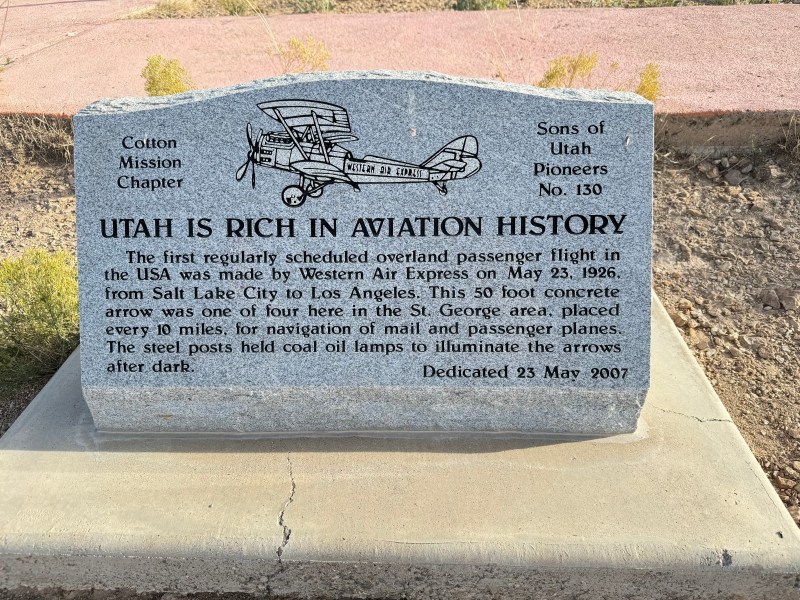 Cotton
Mission
Chapter
WESTERN AIR EXPRESS
Sons of
Utah
Pioneers
No. 130
UTAH IS RICH IN AVIATION HISTORY
The first regularly scheduled overland passenger flight in
the USA was made by Western Air Express on May 23, 1926,
from Salt Lake City to Los Angeles. This 50 foot concrete
arrow was one of four here in the St. George area, placed
every 10 miles, for navigation of mail and passenger planes.
The steel posts held coal oil lamps to illuminate the arrows
after dark.
Dedicated 23 May 2007